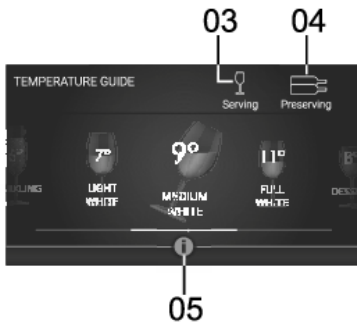 03 04
TEMPERATURE GUIDE
Serving Preserving
7° 9° 11°
LIGHT WHITE MEDIUM WHITE FULL WHITE
05